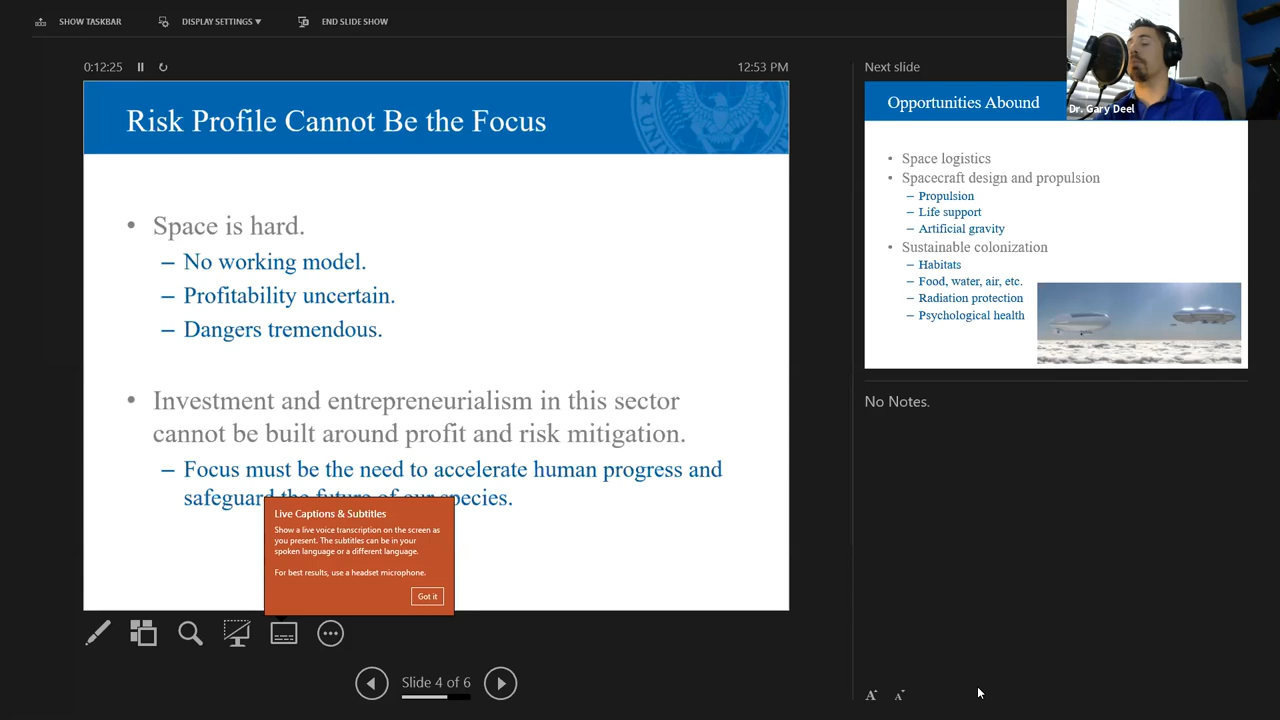 SHOW TASKBAR
DISPLAY SETTINGS ▾
END SLIDE SHOW
0:12:25
12:53 PM
Risk Profile Cannot Be the Focus
• Space is hard.
– No working model.
– Profitability uncertain.
– Dangers tremendous.
• Investment and entrepreneurialism in this sector
cannot be built around profit and risk mitigation.
– Focus must be the need to accelerate human progress and
safeguard the future of our species.
Live Captions & Subtitles
Show a live voice transcription on the screen as
you present. The subtitles can be in your
spoken language or a different language.
For best results, use a headset microphone.
Got it
Slide 4 of 6
Next slide
Dr. Gary Deel
Opportunities Abound
• Space logistics
• Spacecraft design and propulsion
– Propulsion
– Life support
– Artificial gravity
• Sustainable colonization
– Habitats
– Food, water, air, etc.
– Radiation protection
– Psychological health
No Notes.
A A